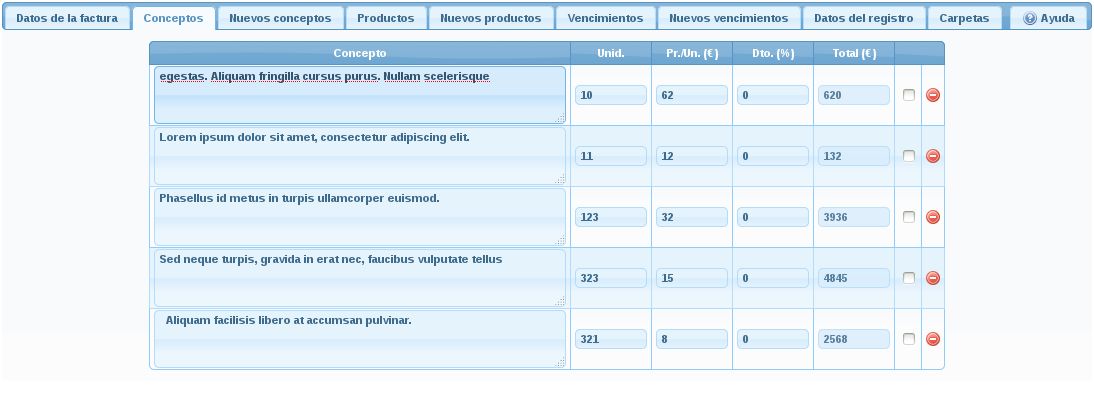 Datos de la factura Conceptos Nuevos conceptos Productos Nuevos productos Vencimientos Nuevos vencimientos Datos del registro Carpetas Ayuda
Concepto Unid. Pr./Un. (€) Dto. (%) Total (€)
egestas. Aliquam fringilla cursus purus. Nullam scelerisque 10 62 0 620
Lorem ipsum dolor sit amet, consectetur adipiscing elit. 11 12 0 132
Phasellus id metus in turpis ullamcorper euismod. 123 32 0 3936
Sed neque turpis, gravida in erat nec, faucibus vulputate tellus 323 15 0 4845
Aliquam facilisis libero at accumsan pulvinar. 321 8 0 2568